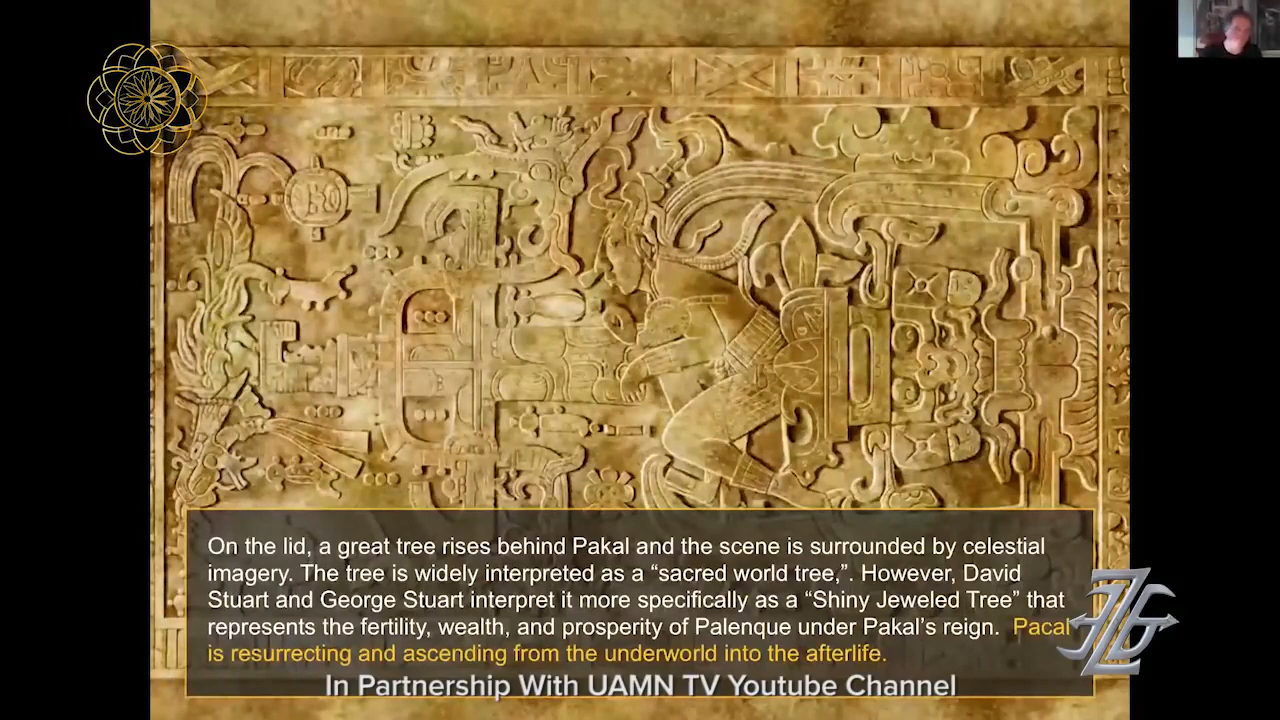 On the lid, a great tree rises behind Pakal and the scene is surrounded by celestial
imagery. The tree is widely interpreted as a “sacred world tree,”. However, David
Stuart and George Stuart interpret it more specifically as a “Shiny Jeweled Tree” that
represents the fertility, wealth, and prosperity of Palenque under Pakal’s reign. Pacal
is resurrecting and ascending from the underworld into the afterlife.
In Partnership With UAMN TV Youtube Channel